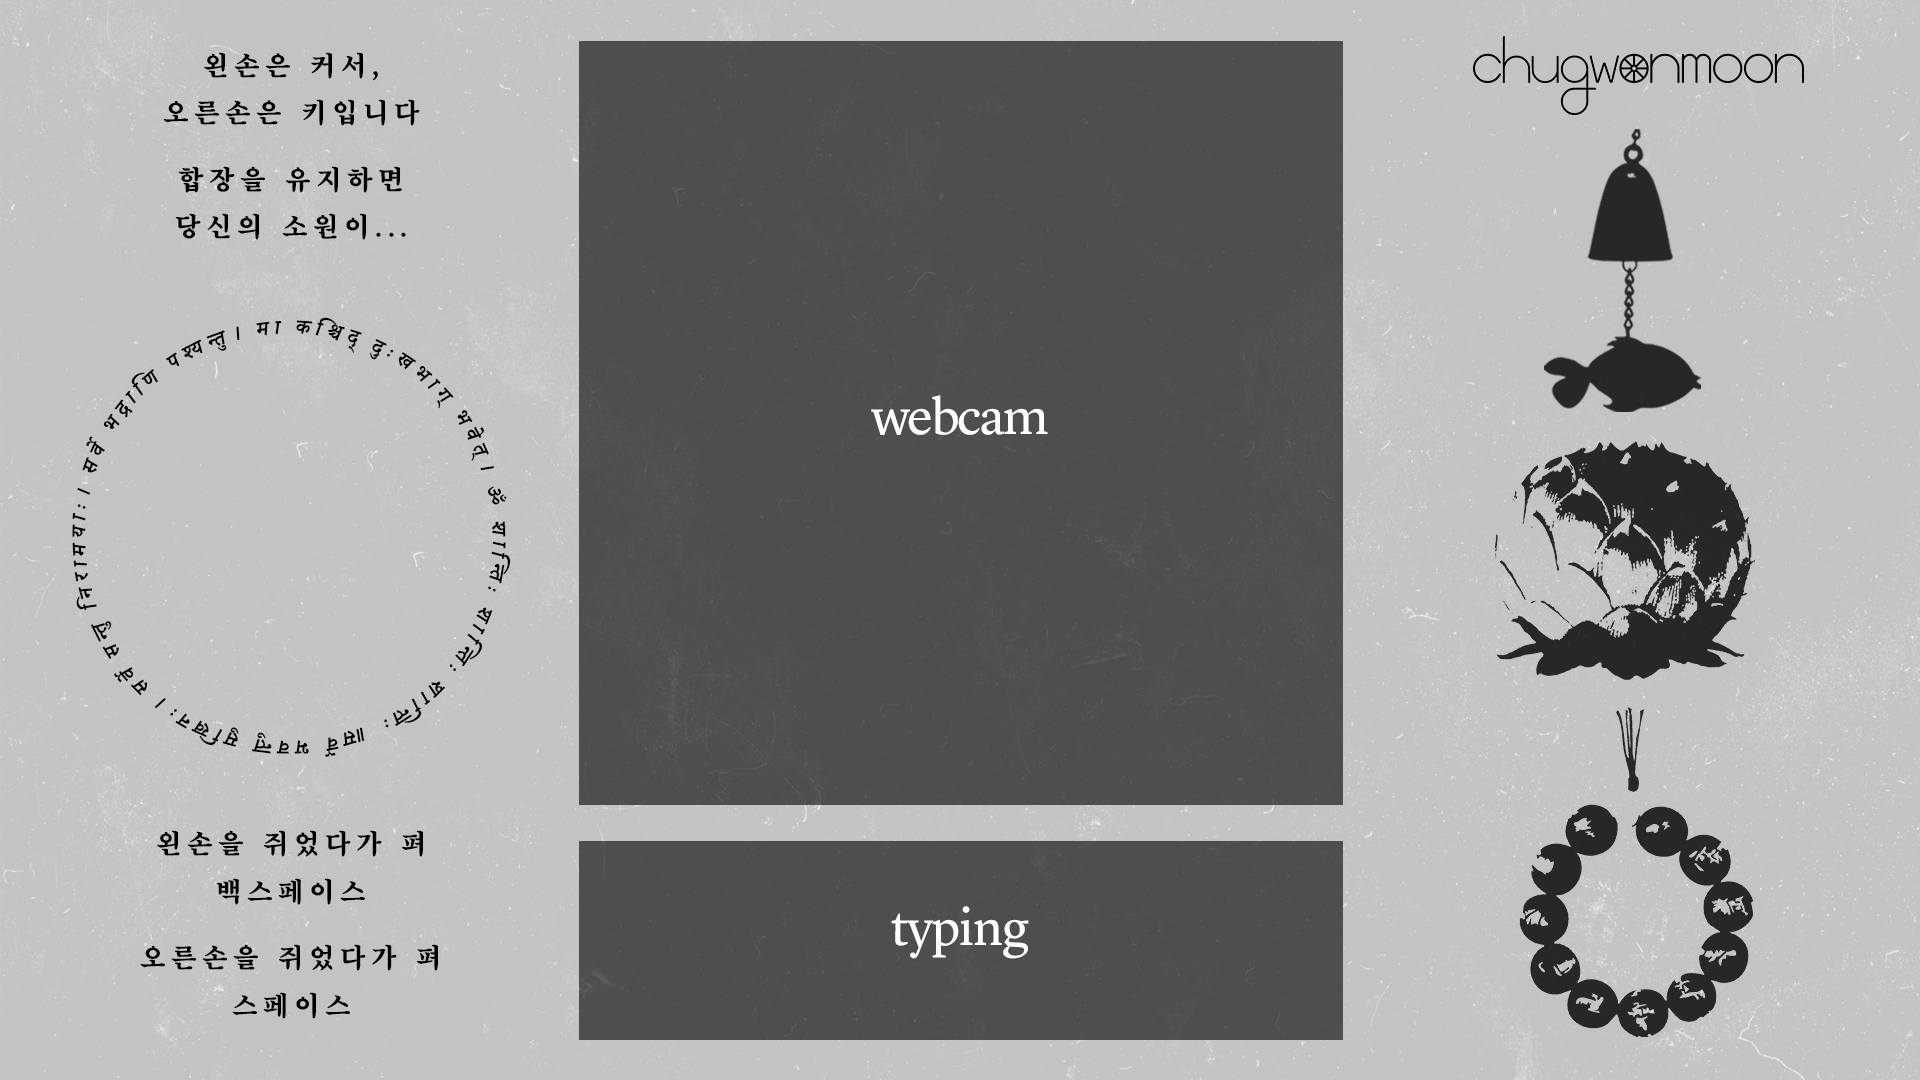 왼손은 커서,
오른손은 키입니다
합장을 유지하면
당신의 소원이...
सर्वे भवन्तु सुखिनः । सर्वे सन्तु निरामयाः । सर्वे भद्राणि पश्यन्तु । मा कश्चिद् दुःखभाग् भवेत् । ॐ शान्तिः शान्तिः शान्तिः ॥
왼손을 쥐었다가 펴
백스페이스
오른손을 쥐었다가 펴
스페이스
webcam
typing
chugwonmoon